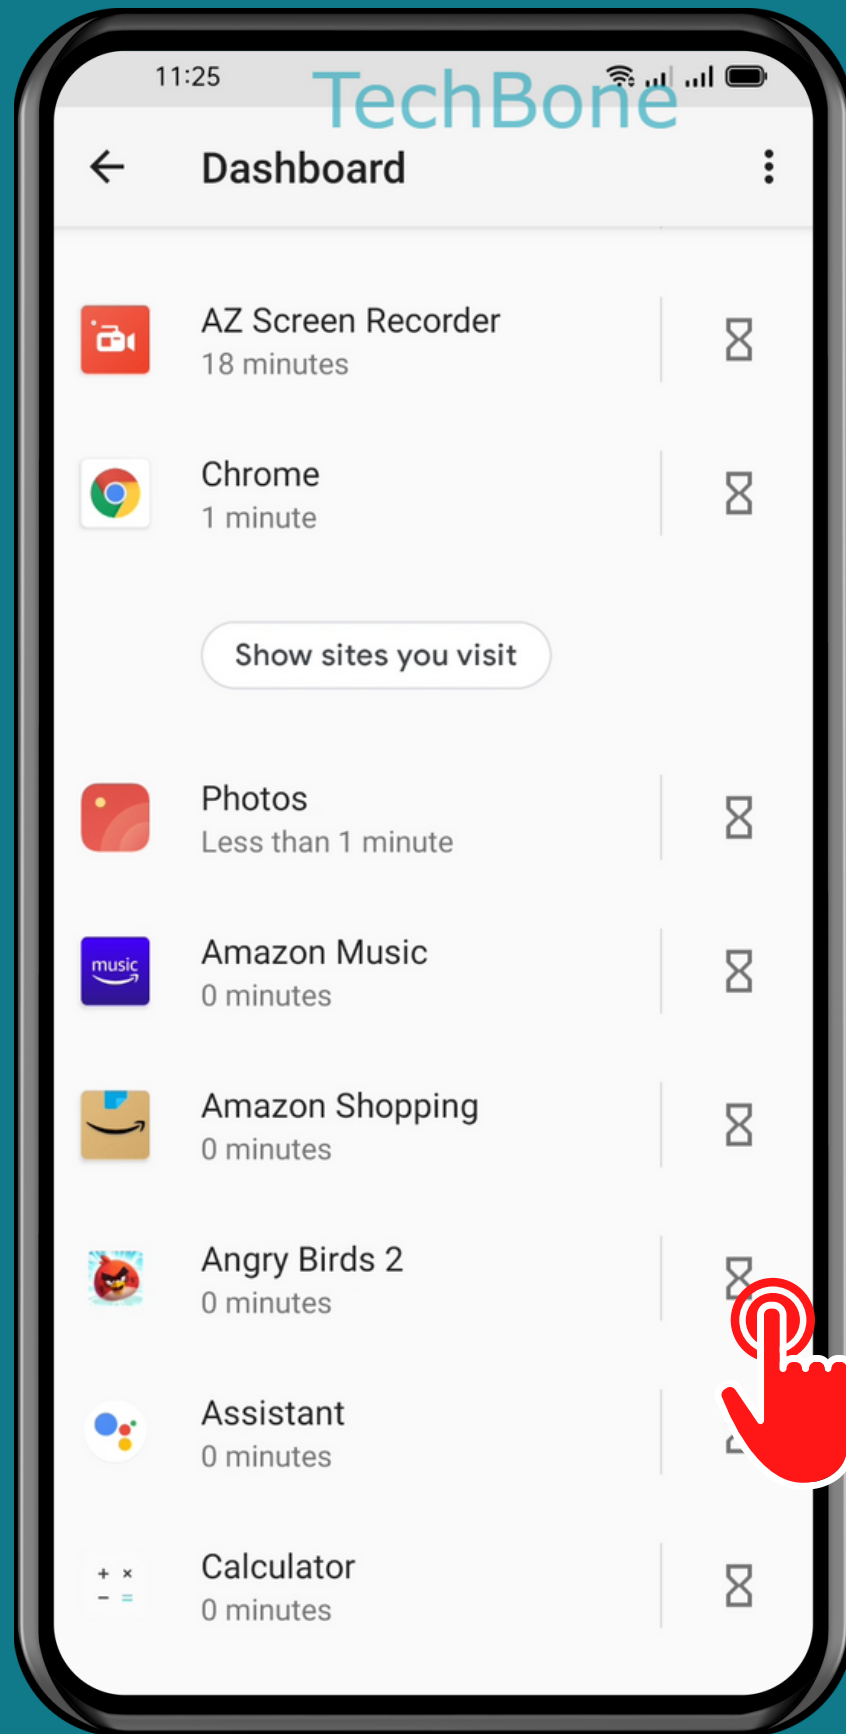 11:25
TechBone
Dashboard
AZ Screen Recorder
18 minutes
Chrome
1 minute
Show sites you visit
Photos
Less than 1 minute
music
Amazon Music
0 minutes
Amazon Shopping
0 minutes
Angry Birds 2
0 minutes
Assistant
0 minutes
Calculator
0 minutes